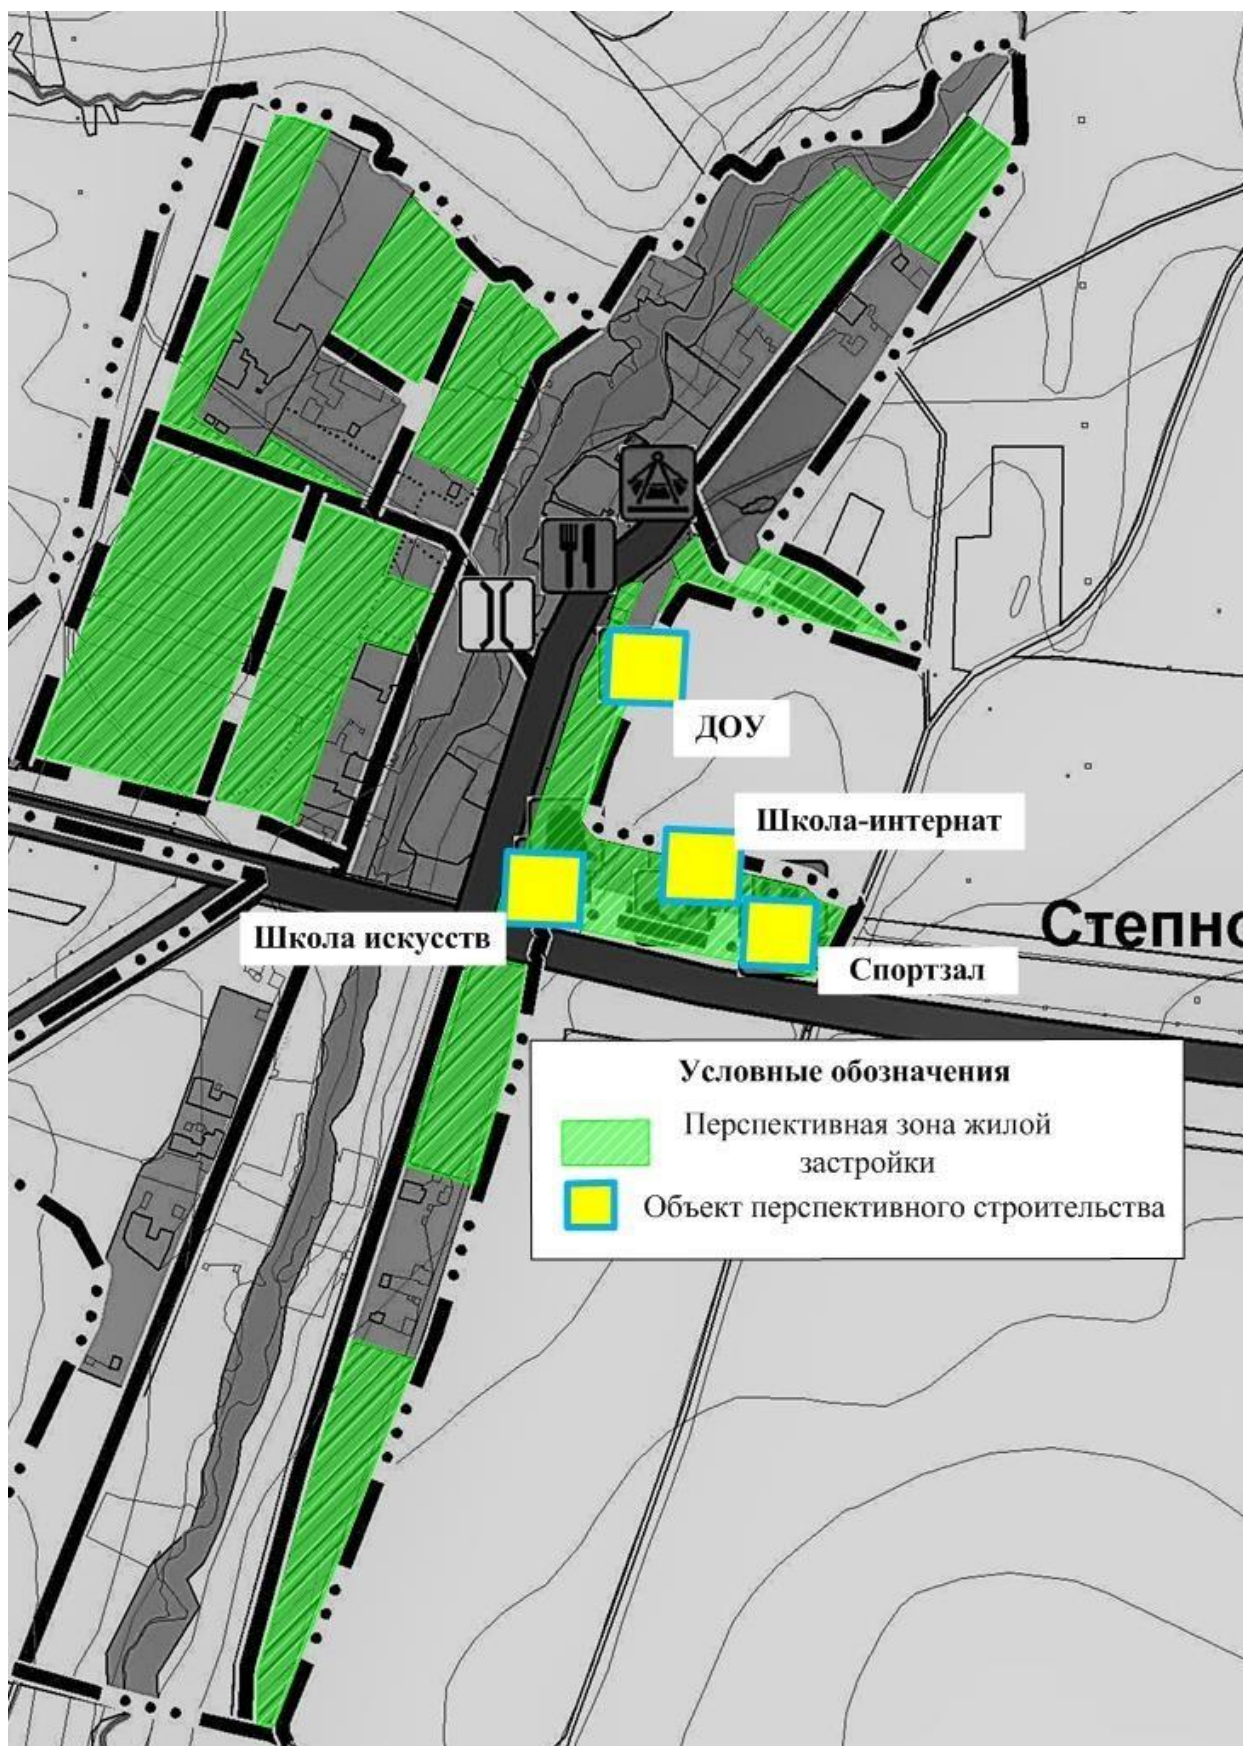 ДОУ
Школа-интернат
Школа искусств
Степно
Спортзал
Условные обозначения
Перспективная зона жилой
застройки
Объект перспективного строительства